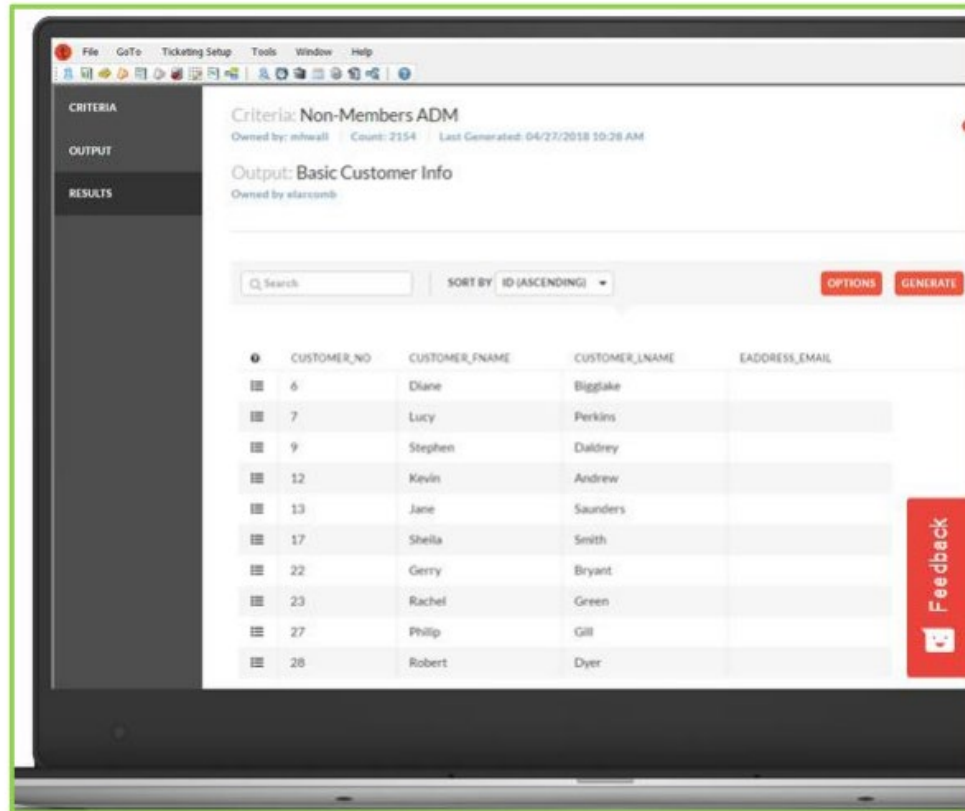 File GoTo Ticketing Setup Tools Window Help
CRITERIA
OUTPUT
RESULTS
Criteria: Non-Members ADM
Owned by: mhwall Count: 2154 Last Generated: 04/27/2018 10:28 AM
Output: Basic Customer Info
Owned by elarcomb
Search SORT BY ID (ASCENDING) OPTIONS GENERATE
CUSTOMER_NO CUSTOMER_FNAME CUSTOMER_LNAME EADDRESS_EMAIL
6 Diane Bigglake
7 Lucy Perkins
9 Stephen Daldrey
12 Kevin Andrew
13 Jane Saunders
17 Sheila Smith
22 Gerry Bryant
23 Rachel Green
27 Philip Gill
28 Robert Dyer
Feedback